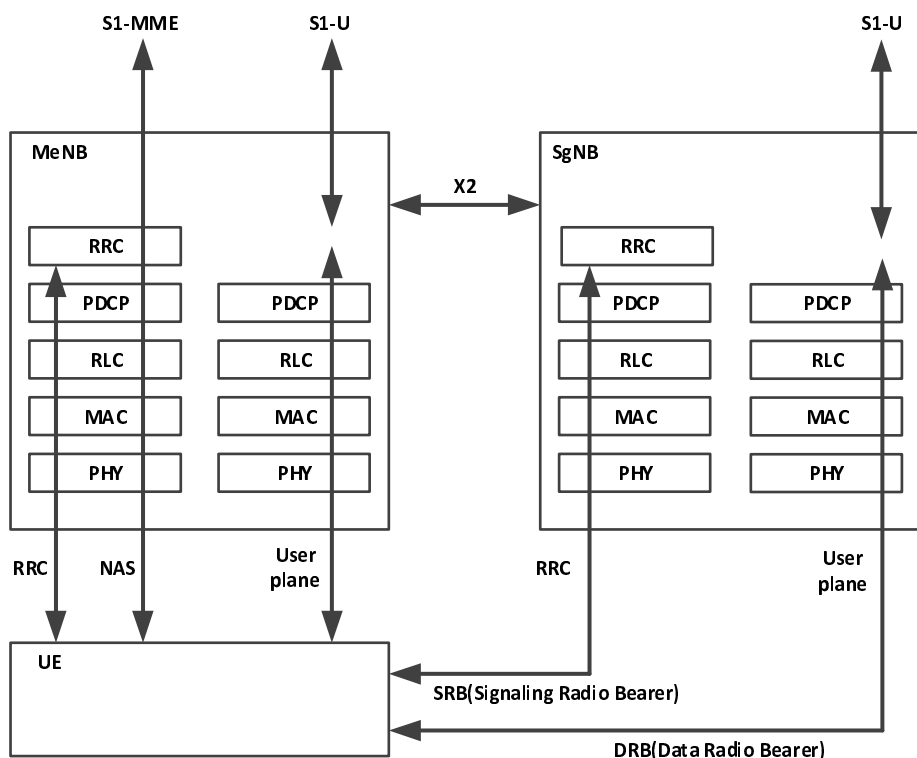 S1-MME S1-U S1-U
MeNB SgNB
X2
RRC RRC
PDCP PDCP PDCP PDCP
RLC RLC RLC RLC
MAC MAC MAC MAC
PHY PHY PHY PHY
RRC NAS User plane RRC User plane
UE
SRB(Signaling Radio Bearer)
DRB(Data Radio Bearer)